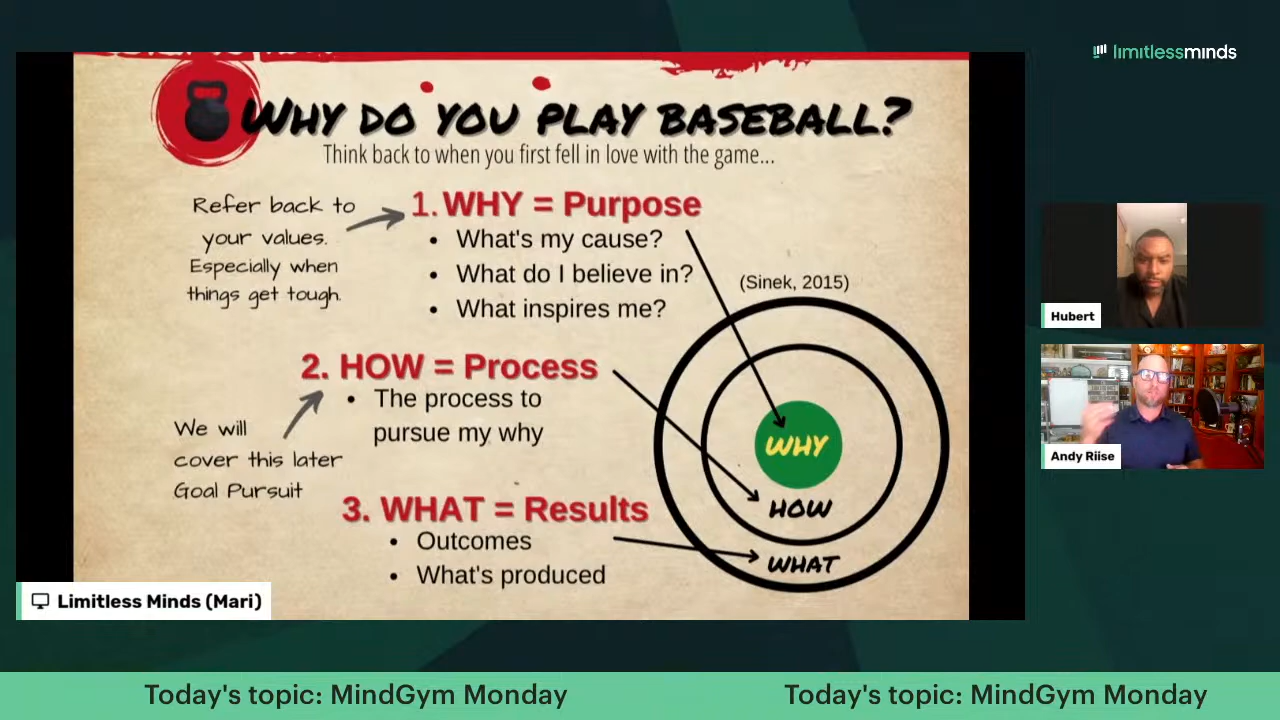 limitlessminds
WHY DO YOU PLAY BASEBALL?
Think back to when you first fell in love with the game...
Refer back to
your values.
Especially when
things get tough.
1. WHY = Purpose
• What's my cause?
• What do I believe in?
• What inspires me?
(Sinek, 2015)
2. HOW = Process
• The process to
pursue my why
We will
cover this later
Goal Pursuit
3. WHAT = Results
• Outcomes
• What's produced
WHY
HOW
WHAT
Hubert
Andy Riise
Limitless Minds (Mari)
Today's topic: MindGym Monday
Today's topic: MindGym Monday